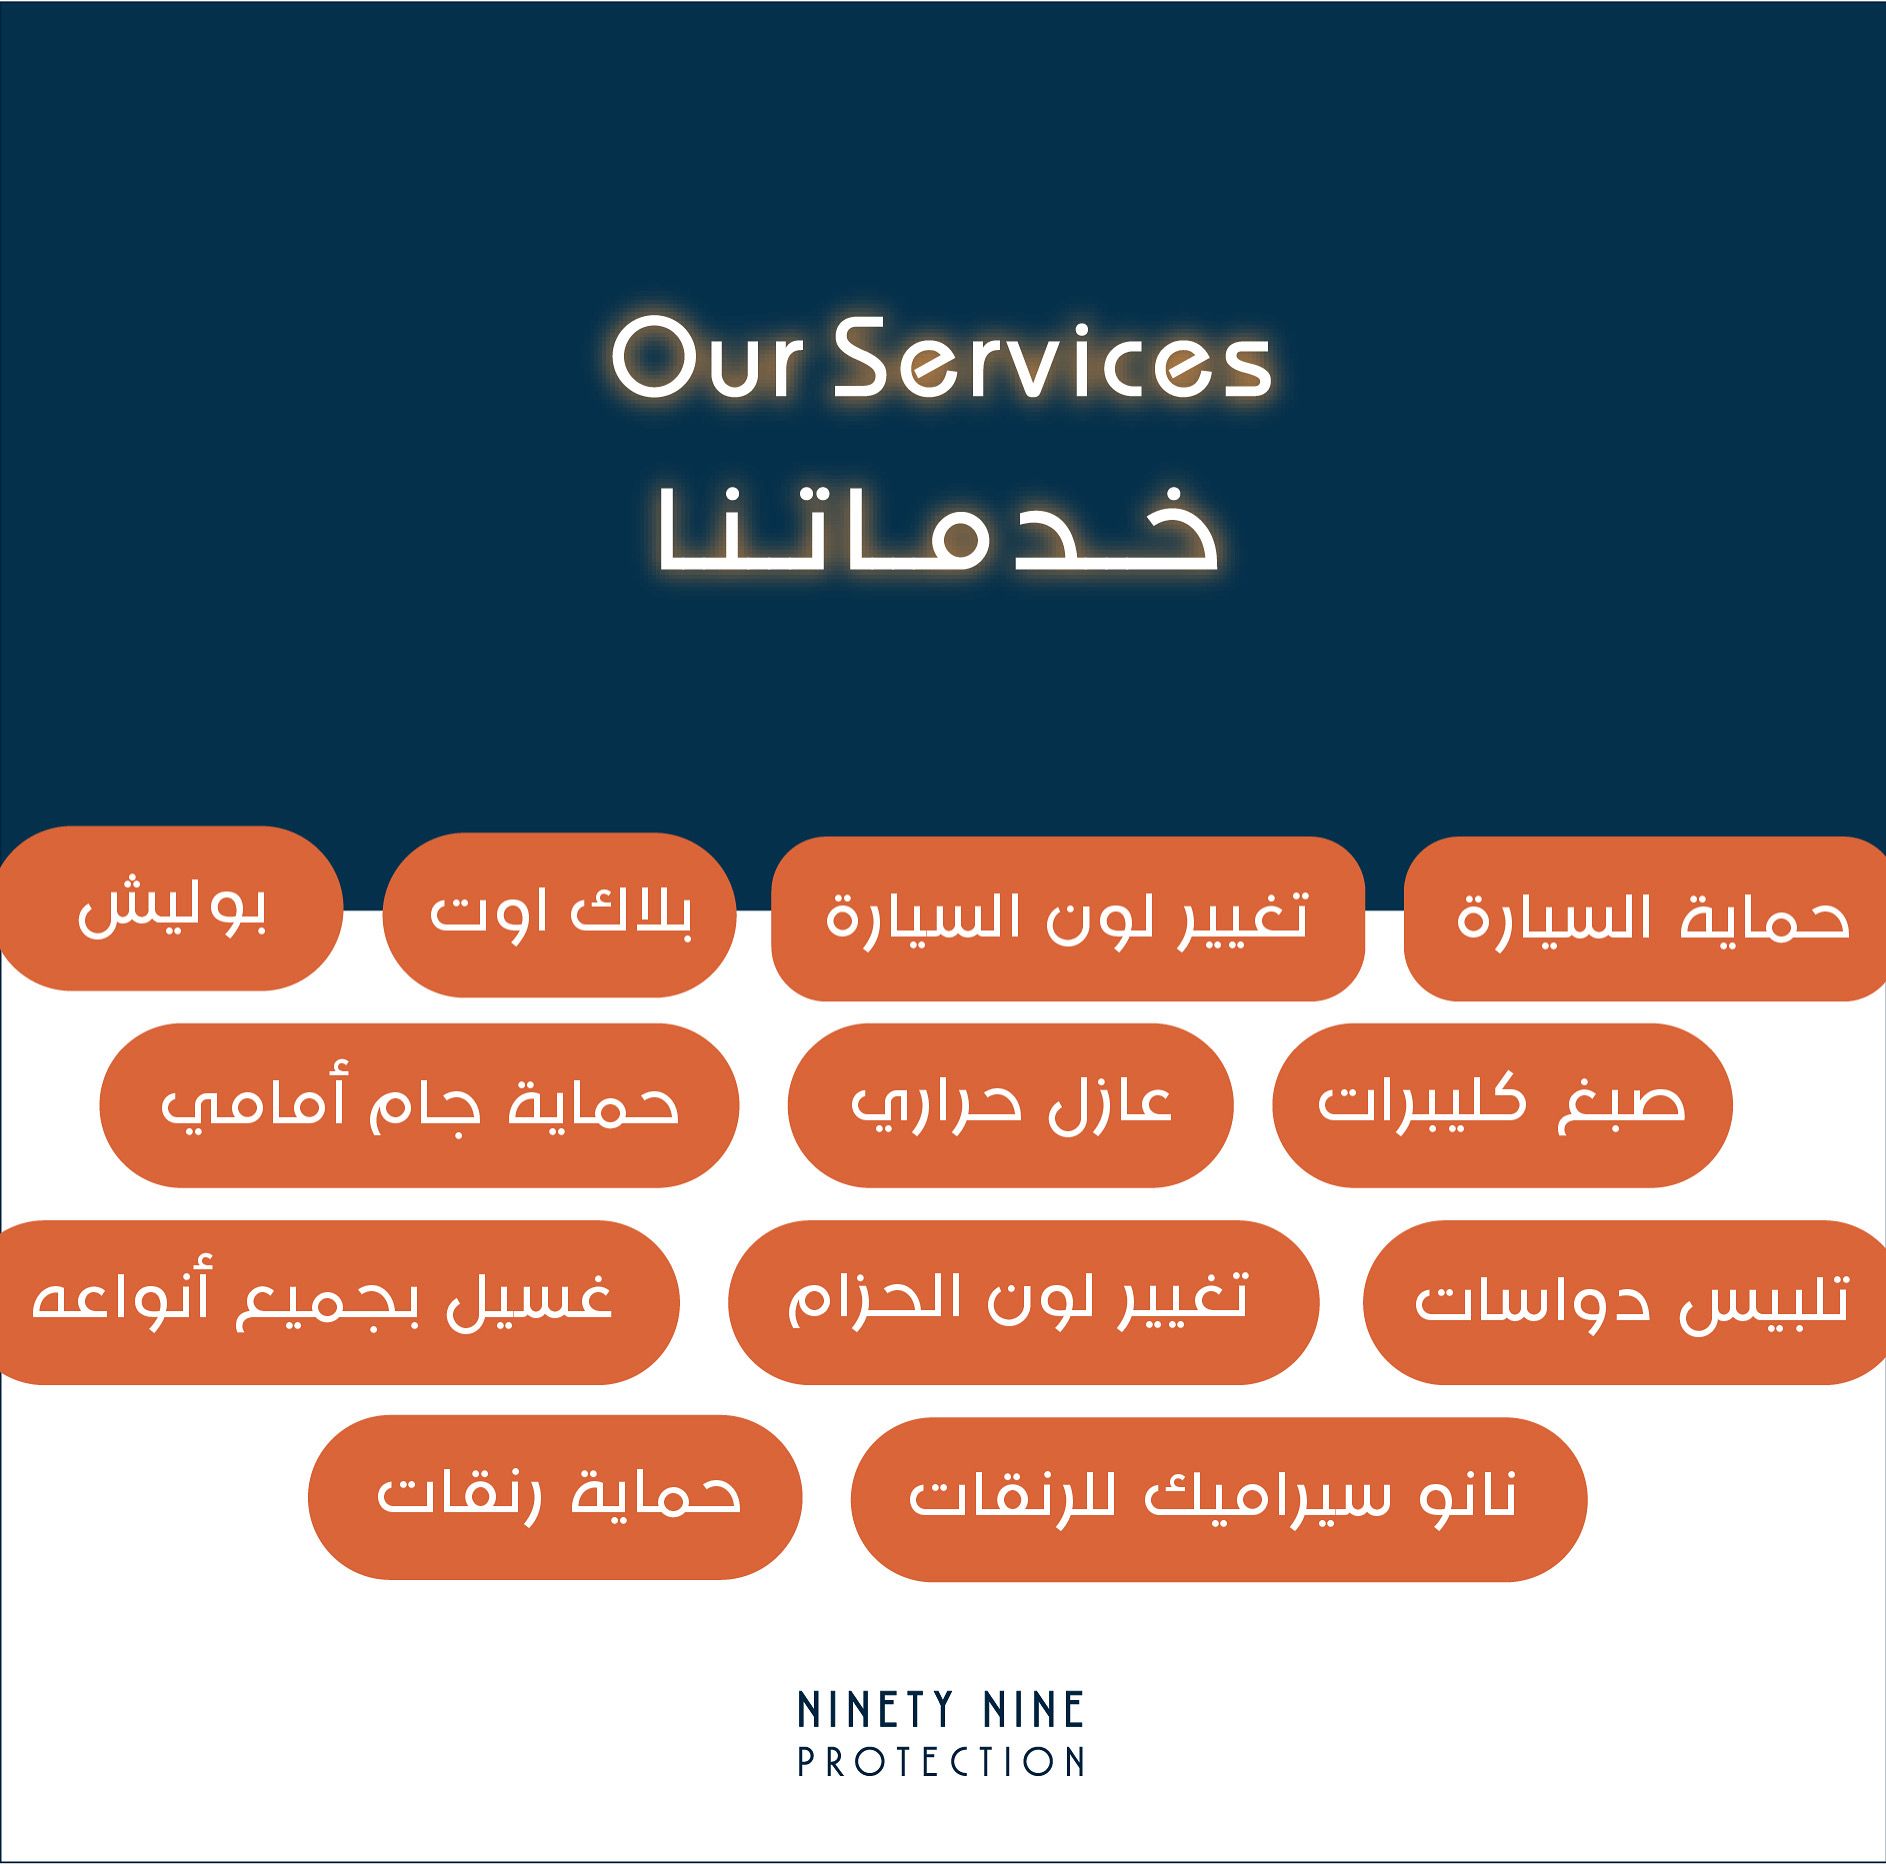 Our Services
خدماتنا
حماية السيارة
تغيير لون السيارة
بلاك اوت
بوليش
صبغ كليبرات
عازل حراري
حماية جام أمامي
تلبيس دواسات
تغيير لون الحزام
غسيل بجميع أنواعه
نانو سيراميك للرنقات
حماية رنقات
NINETY NINE
PROTECTION